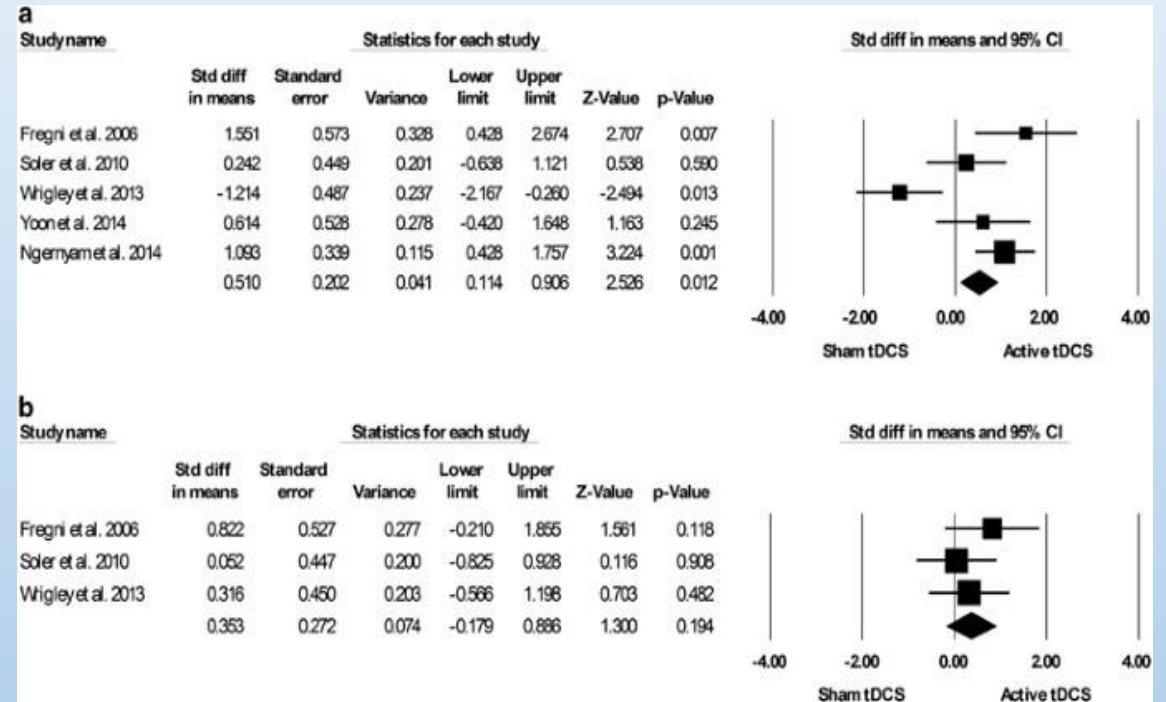 a
Study name Statistics for each study Std diff in means and 95% CI
Std diff Standard Lower Upper
in means error Variance limit limit Z-Value p-Value
Fregni et al. 2006 1.551 0.573 0.328 0.428 2.674 2.707 0.007
Soler et al. 2010 0.242 0.449 0.201 -0.638 1.121 0.538 0.590
Wrigley et al. 2013 -1.214 0.487 0.237 -2.167 -0.260 -2.494 0.013
Yoon et al. 2014 0.614 0.528 0.278 -0.420 1.648 1.163 0.245
Ngernyam et al. 2014 1.093 0.339 0.115 0.428 1.757 3.224 0.001
0.510 0.202 0.041 0.114 0.906 2.526 0.012
-4.00 -2.00 0.00 2.00 4.00
Sham tDCS Active tDCS
b
Study name Statistics for each study Std diff in means and 95% CI
Std diff Standard Lower Upper
in means error Variance limit limit Z-Value p-Value
Fregni et al. 2006 0.822 0.527 0.277 -0.210 1.855 1.561 0.118
Soler et al. 2010 0.052 0.447 0.200 -0.825 0.928 0.116 0.908
Wrigley et al. 2013 0.316 0.450 0.203 -0.566 1.198 0.703 0.482
0.353 0.272 0.074 -0.179 0.886 1.300 0.194
-4.00 -2.00 0.00 2.00 4.00
Sham tDCS Active tDCS